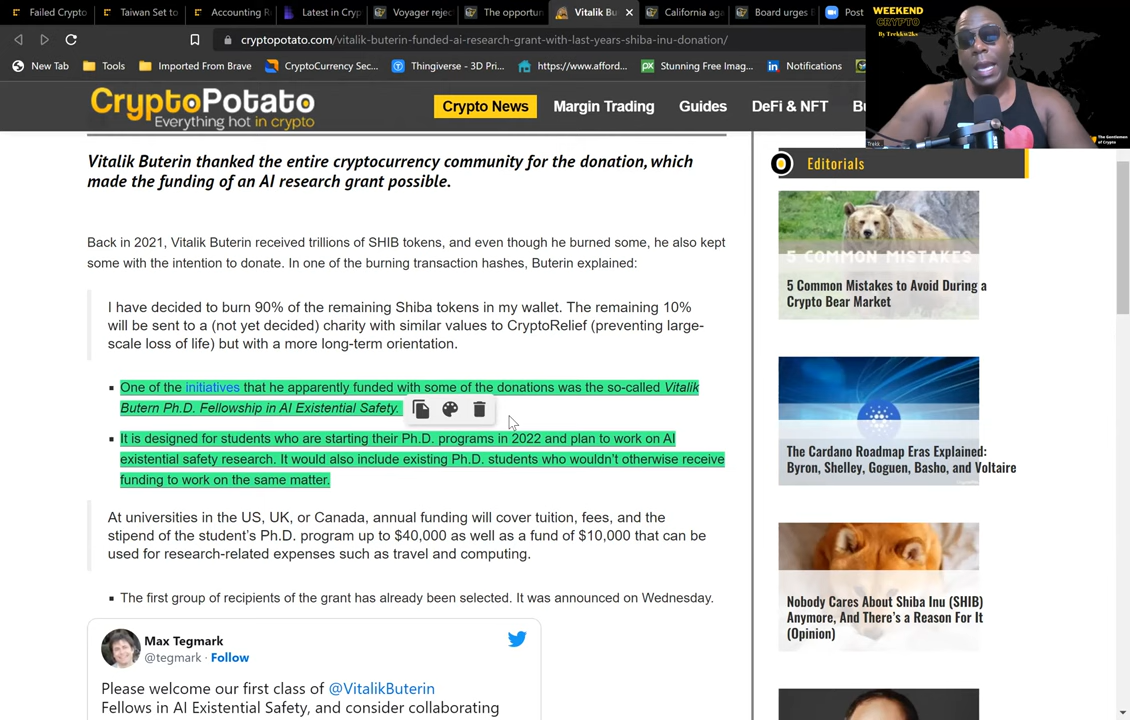 Failed Crypto
Taiwan Set to
Accounting R
Latest in Cryp
Voyager rejec
The opportun
Vitalik Bu
California aga
Board urges E
Post
cryptopotato.com/vitalik-buterin-funded-ai-research-grant-with-last-years-shiba-inu-donation/
New Tab
Tools
Imported From Brave
CryptoCurrency Sec...
Thingiverse - 3D Pri...
https://www.afford...
Stunning Free Imag...
Notifications
WEEKEND
CRYPTO
By Trekkw2ks
Trekk
The Gentlemen
of Crypto
CryptoPotato
Everything hot in crypto
Crypto News
Margin Trading
Guides
DeFi & NFT
Bu
Vitalik Buterin thanked the entire cryptocurrency community for the donation, which
made the funding of an AI research grant possible.
Back in 2021, Vitalik Buterin received trillions of SHIB tokens, and even though he burned some, he also kept
some with the intention to donate. In one of the burning transaction hashes, Buterin explained:
I have decided to burn 90% of the remaining Shiba tokens in my wallet. The remaining 10%
will be sent to a (not yet decided) charity with similar values to CryptoRelief (preventing large-
scale loss of life) but with a more long-term orientation.
One of the initiatives that he apparently funded with some of the donations was the so-called Vitalik
Butern Ph.D. Fellowship in AI Existential Safety.
It is designed for students who are starting their Ph.D. programs in 2022 and plan to work on AI
existential safety research. It would also include existing Ph.D. students who wouldn't otherwise receive
funding to work on the same matter.
At universities in the US, UK, or Canada, annual funding will cover tuition, fees, and the
stipend of the student's Ph.D. program up to $40,000 as well as a fund of $10,000 that can be
used for research-related expenses such as travel and computing.
The first group of recipients of the grant has already been selected. It was announced on Wednesday.
Max Tegmark
@tegmark · Follow
Please welcome our first class of @VitalikButerin
Fellows in AI Existential Safety, and consider collaborating
Editorials
5 COMMON MISTAKES
5 Common Mistakes to Avoid During a
Crypto Bear Market
The Cardano Roadmap Eras Explained:
Byron, Shelley, Goguen, Basho, and Voltaire
Nobody Cares About Shiba Inu (SHIB)
Anymore, And There's a Reason For It
(Opinion)